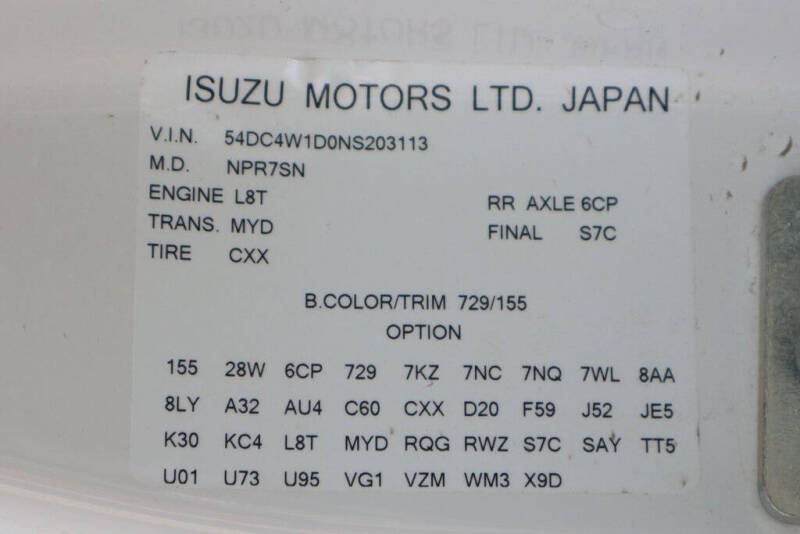 ISUZU MOTORS LTD. JAPAN
V.I.N. 54DC4W1D0NS203113
M.D. NPR7SN
ENGINE L8T RR AXLE 6CP
TRANS. MYD FINAL S7C
TIRE CXX
B.COLOR/TRIM 729/155
OPTION
155 28W 6CP 729 7KZ 7NC 7NQ 7WL 8AA
8LY A32 AU4 C60 CXX D20 F59 J52 JE5
K30 KC4 L8T MYD RQG RWZ S7C SAY TT5
U01 U73 U95 VG1 VZM WM3 X9D